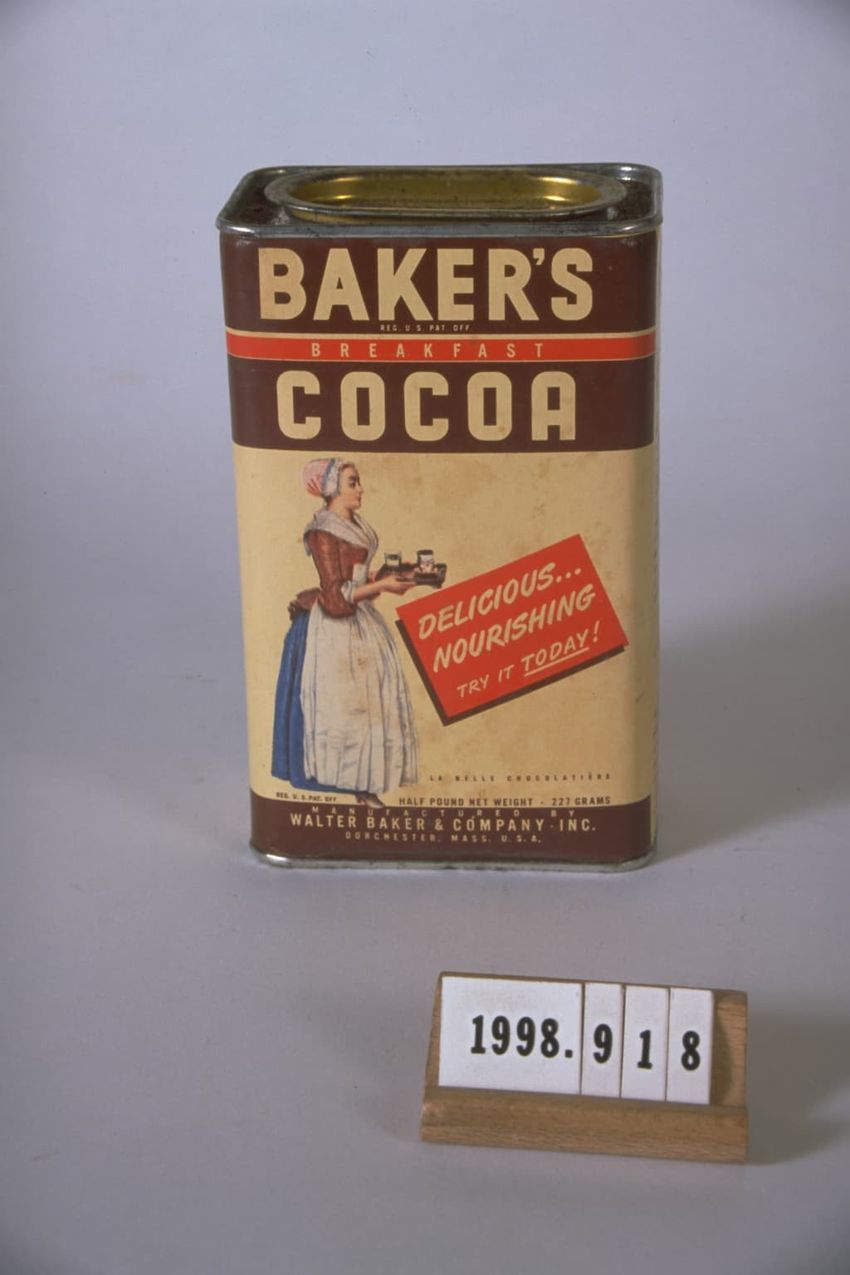 BAKER'S
REG. U.S. PAT. OFF.
BREAKFAST
COCOA
DELICIOUS...
NOURISHING
TRY IT TODAY!
LA BELLE CHOCOLATIÈRE
REG. U.S. PAT. OFF.
HALF POUND NET WEIGHT - 227 GRAMS
MANUFACTURED BY
WALTER BAKER & COMPANY · INC.
DORCHESTER, MASS. U.S.A.
1998.918